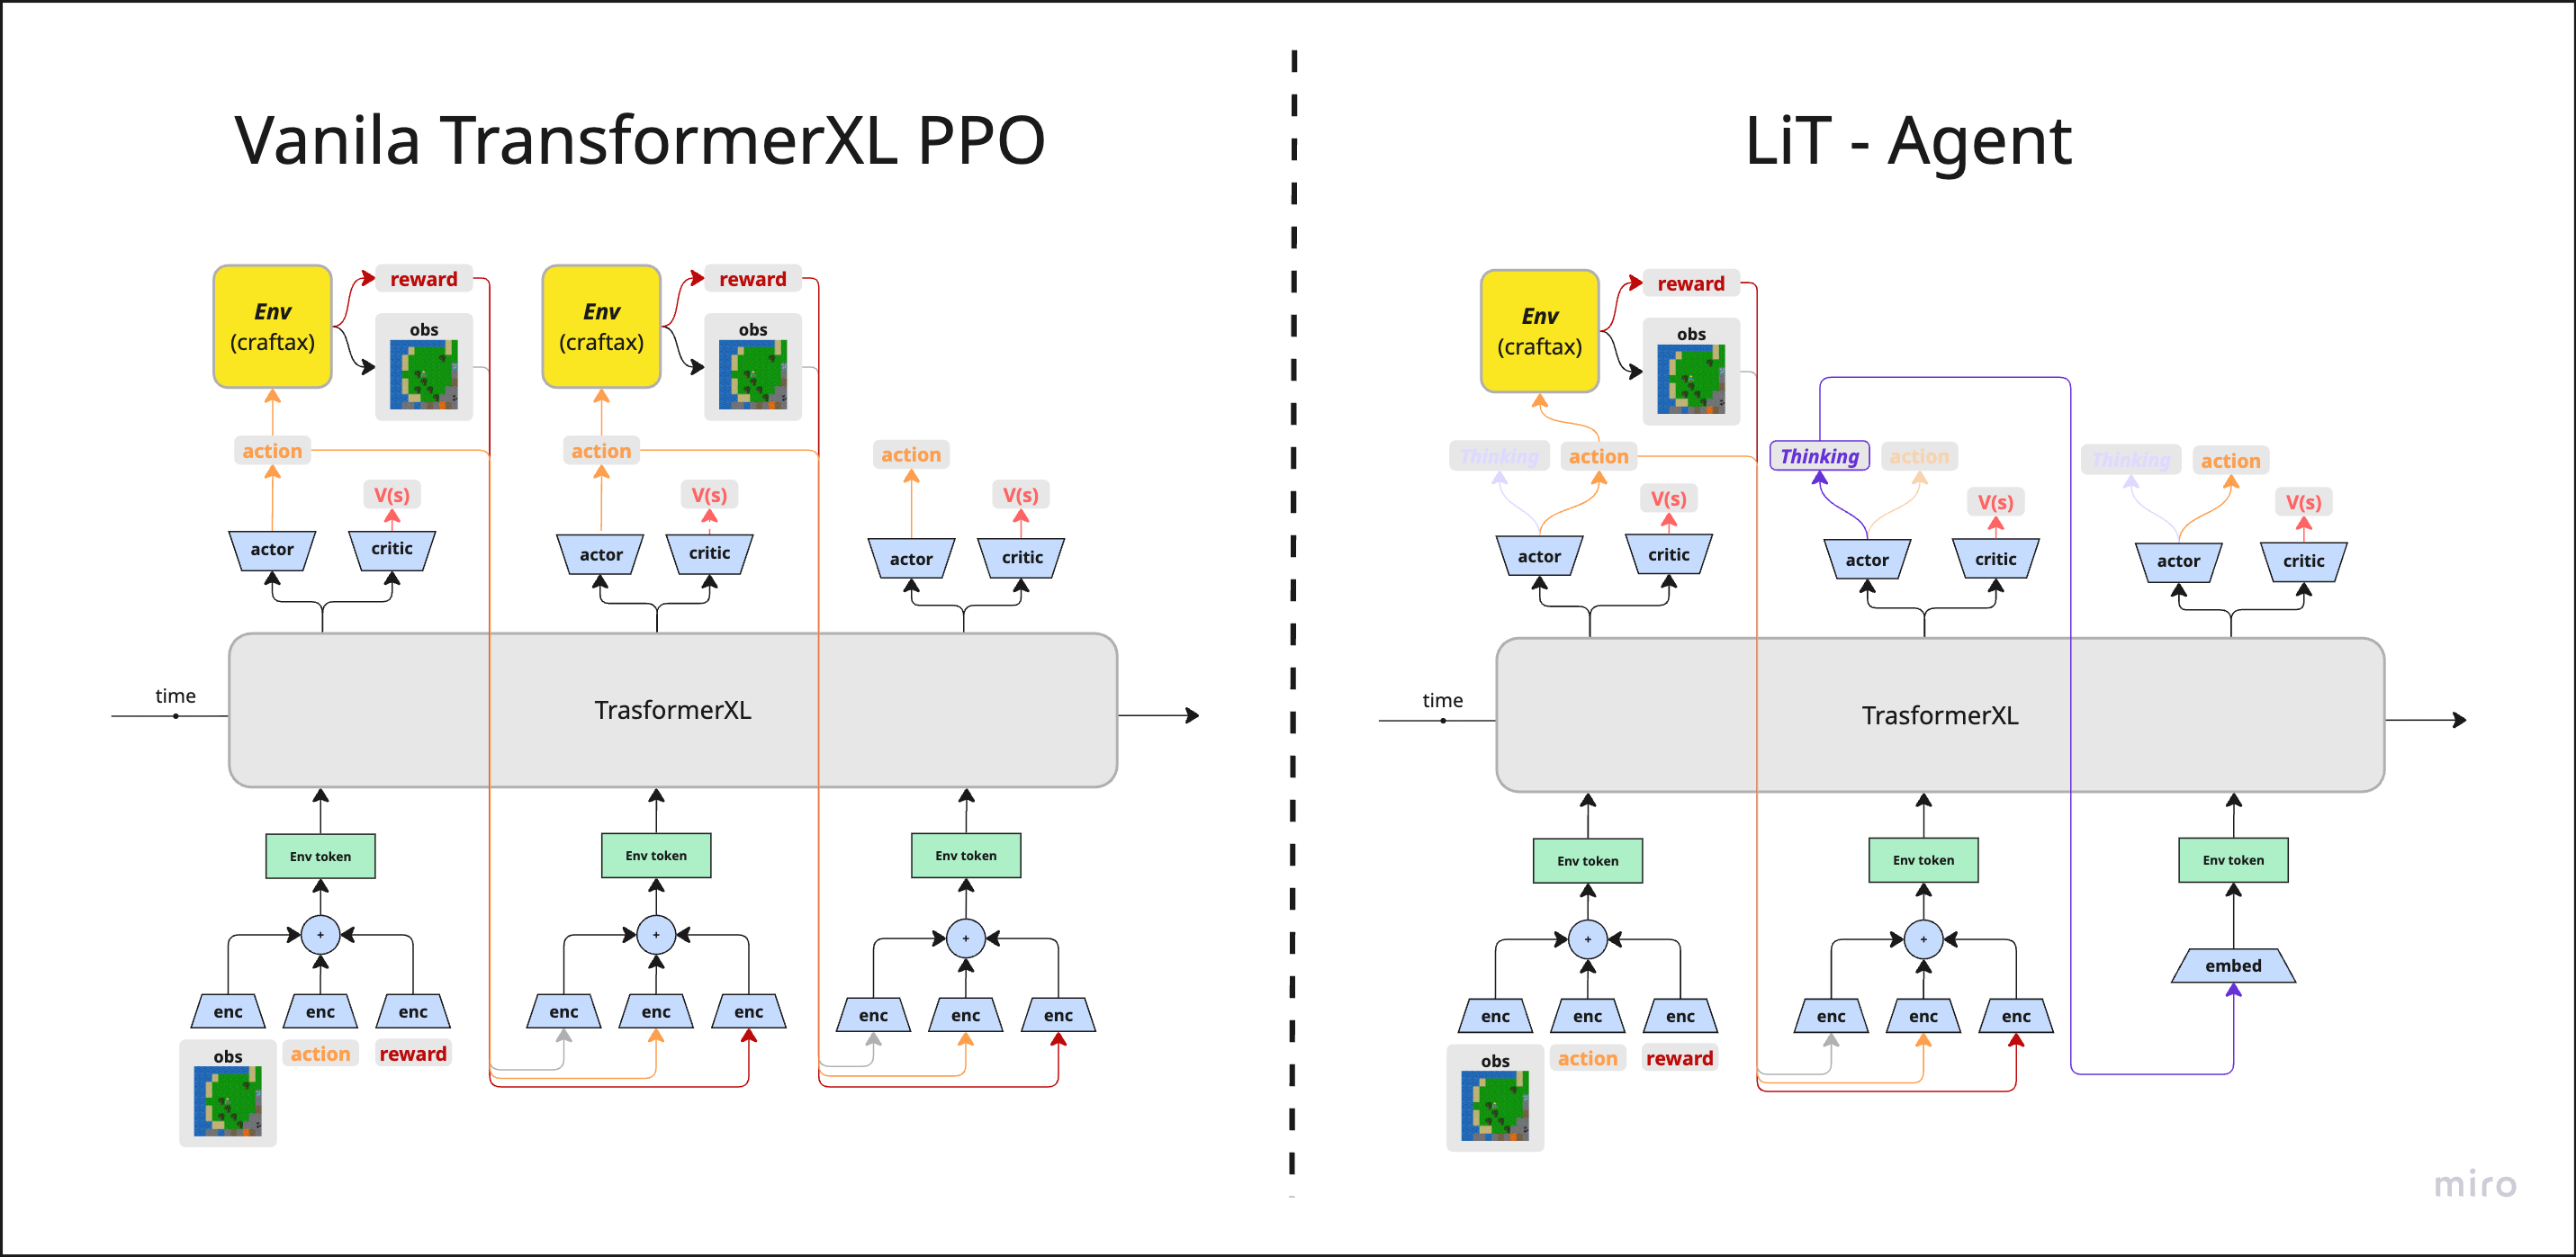 Vanila TransformerXL PPO
Env
(craftax)
reward
obs
action
V(s)
actor
critic
Env
(craftax)
reward
obs
action
V(s)
actor
critic
action
V(s)
actor
critic
time
TrasformerXL
Env token
+
enc
enc
enc
obs
action
reward
Env token
+
enc
enc
enc
Env token
+
enc
enc
enc
LiT - Agent
Env
(craftax)
reward
obs
Thinking
action
V(s)
actor
critic
Thinking
action
V(s)
actor
critic
Thinking
action
V(s)
actor
critic
time
TrasformerXL
Env token
+
enc
enc
enc
obs
action
reward
Env token
+
enc
enc
enc
Env token
embed
miro